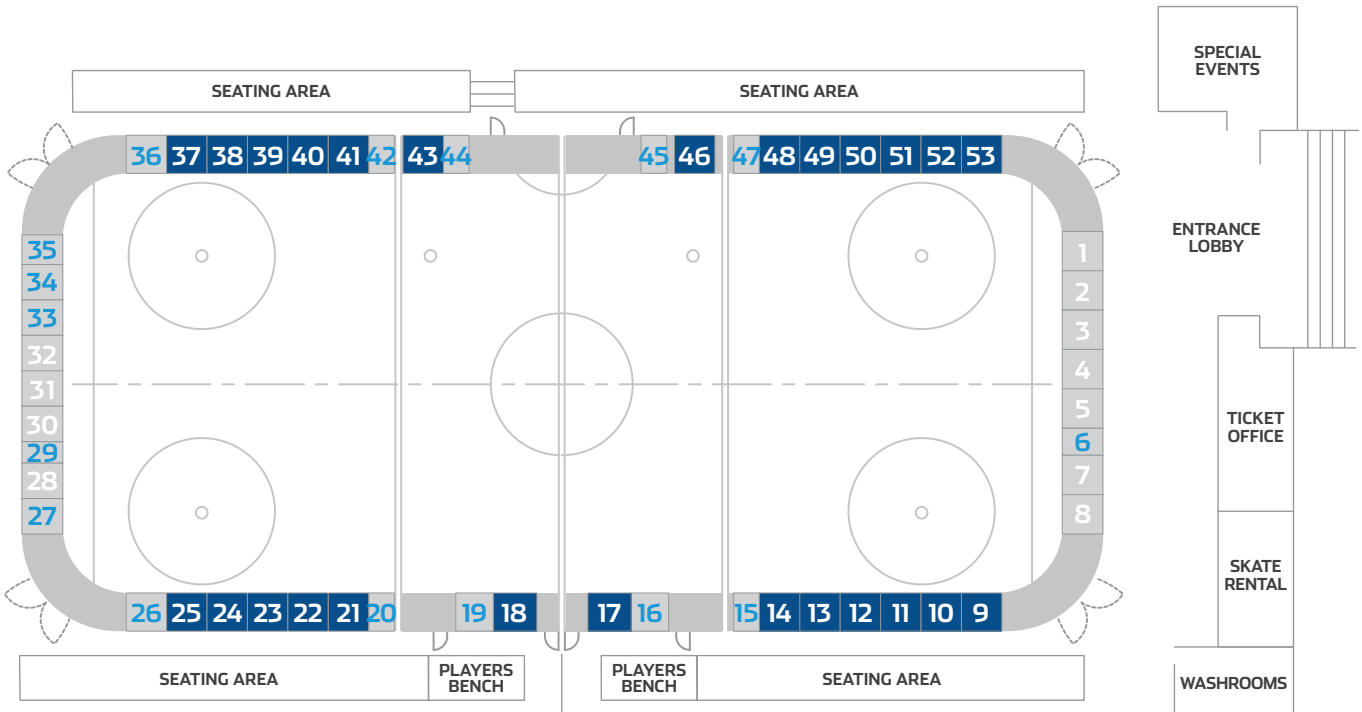 SPECIAL
EVENTS
SEATING AREA
SEATING AREA
36 37 38 39 40 41 42 43 44 45 46 47 48 49 50 51 52 53
ENTRANCE
LOBBY
35
34
33
32
31
30
29
28
27
1
2
3
4
5
6
7
8
TICKET
OFFICE
SKATE
RENTAL
26 25 24 23 22 21 20 19 18 17 16 15 14 13 12 11 10 9
SEATING AREA
PLAYERS
BENCH
PLAYERS
BENCH
SEATING AREA
WASHROOMS